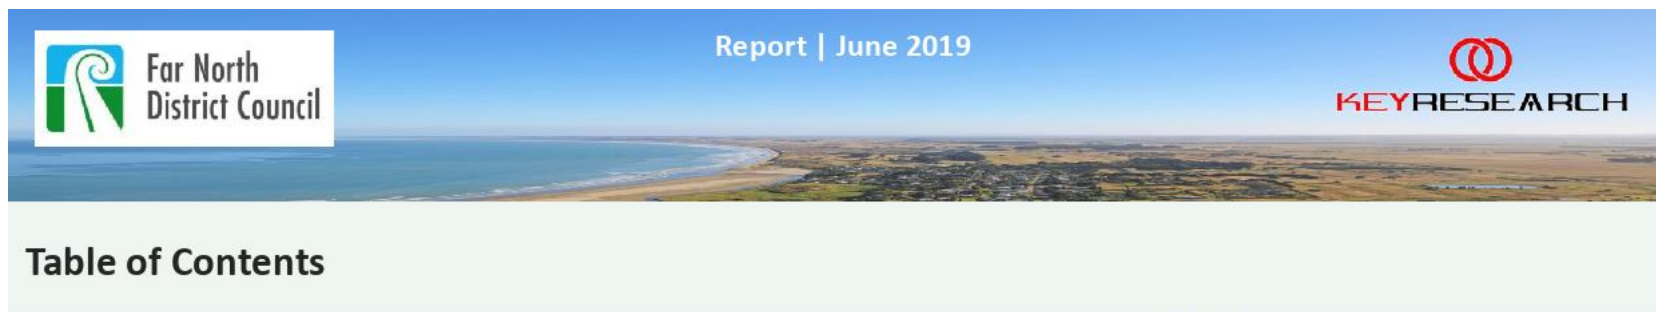 Report | June 2019
Far North
District Council
KEYRESEARCH
Table of Contents